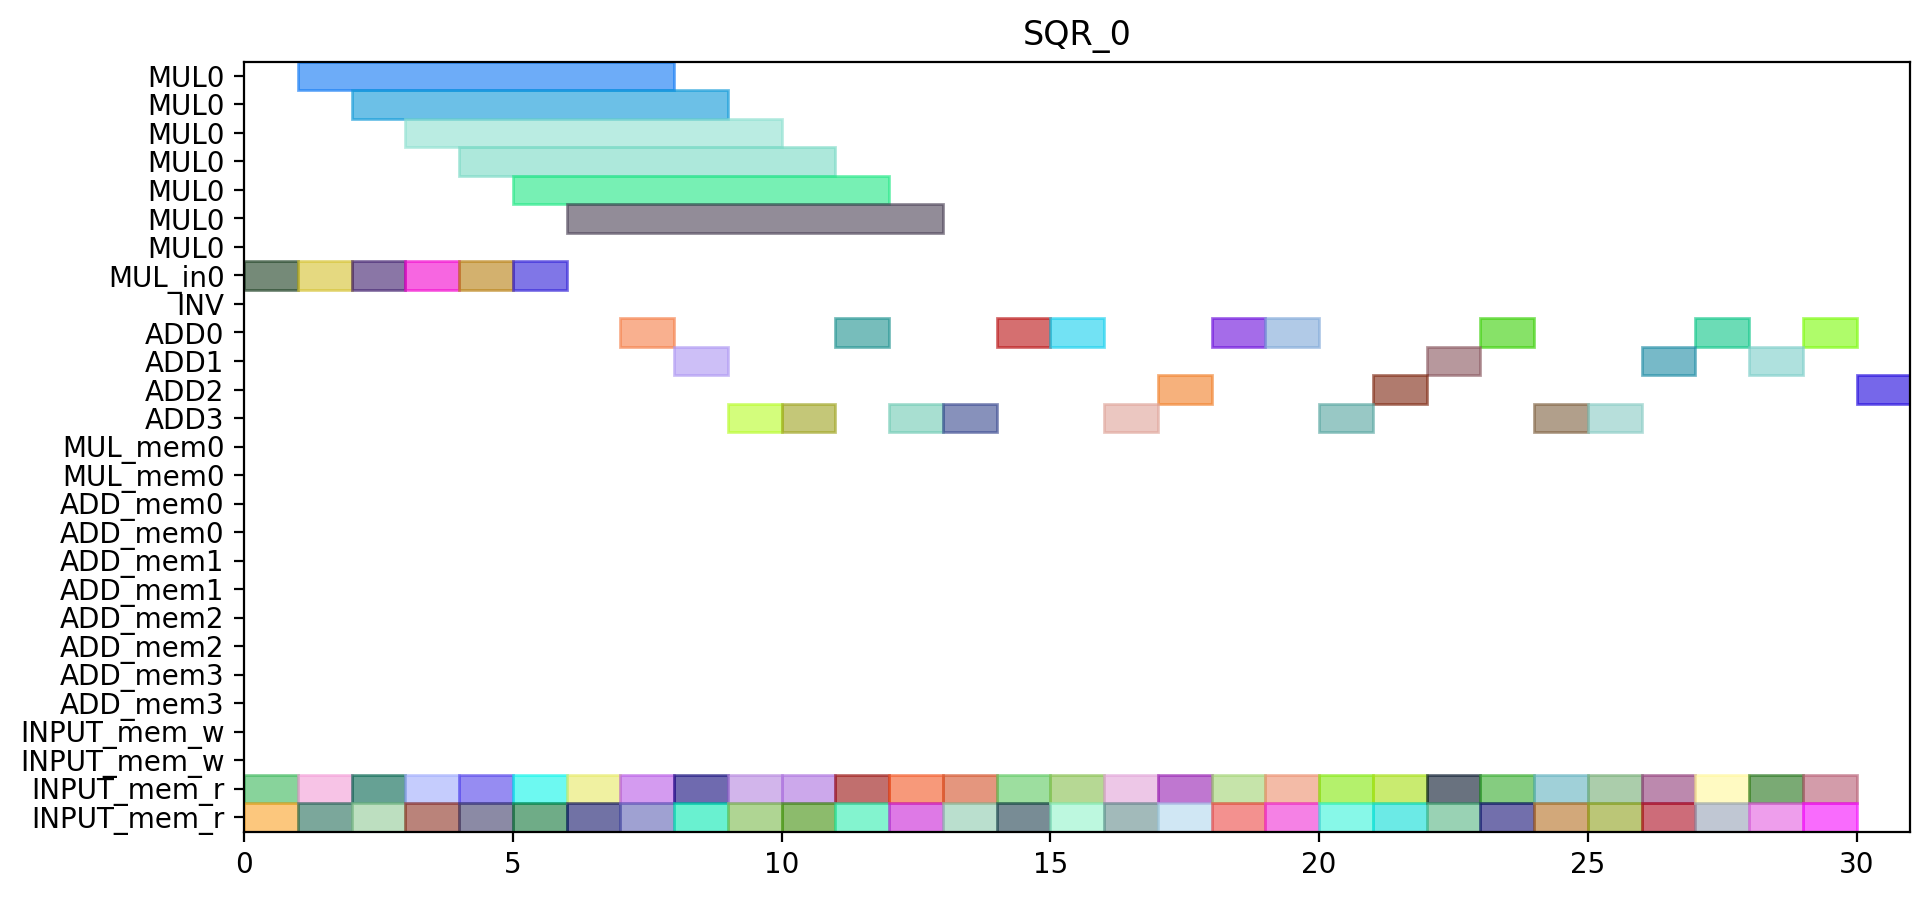 SQR_0
MUL0
MUL0
MUL0
MUL0
MUL0
MUL0
MUL0
MUL_in0
INV
ADD0
ADD1
ADD2
ADD3
MUL_mem0
MUL_mem0
ADD_mem0
ADD_mem0
ADD_mem1
ADD_mem1
ADD_mem2
ADD_mem2
ADD_mem3
ADD_mem3
INPUT_mem_w
INPUT_mem_w
INPUT_mem_r
INPUT_mem_r
0 5 10 15 20 25 30